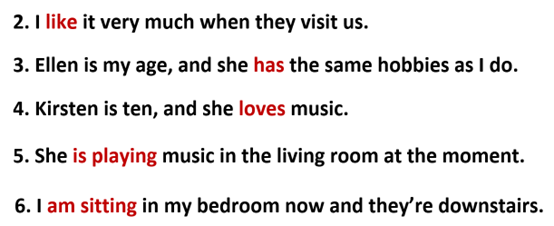 2. I like it very much when they visit us.
3. Ellen is my age, and she has the same hobbies as I do.
4. Kirsten is ten, and she loves music.
5. She is playing music in the living room at the moment.
6. I am sitting in my bedroom now and they’re downstairs.